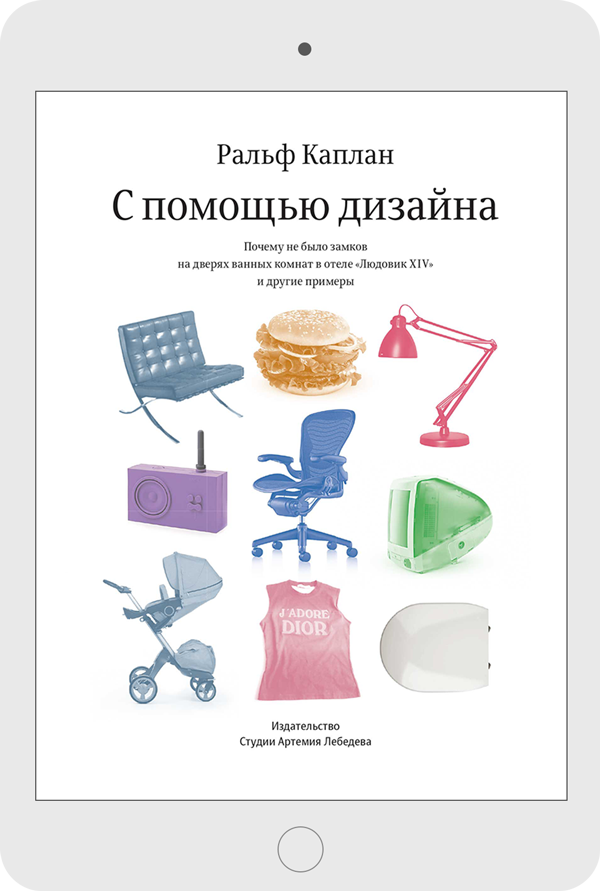 Ральф Каплан
С помощью дизайна
Почему не было замков
на дверях ванных комнат в отеле «Людовик XIV»
и другие примеры
J'ADORE
DIOR
Издательство
Студии Артемия Лебедева